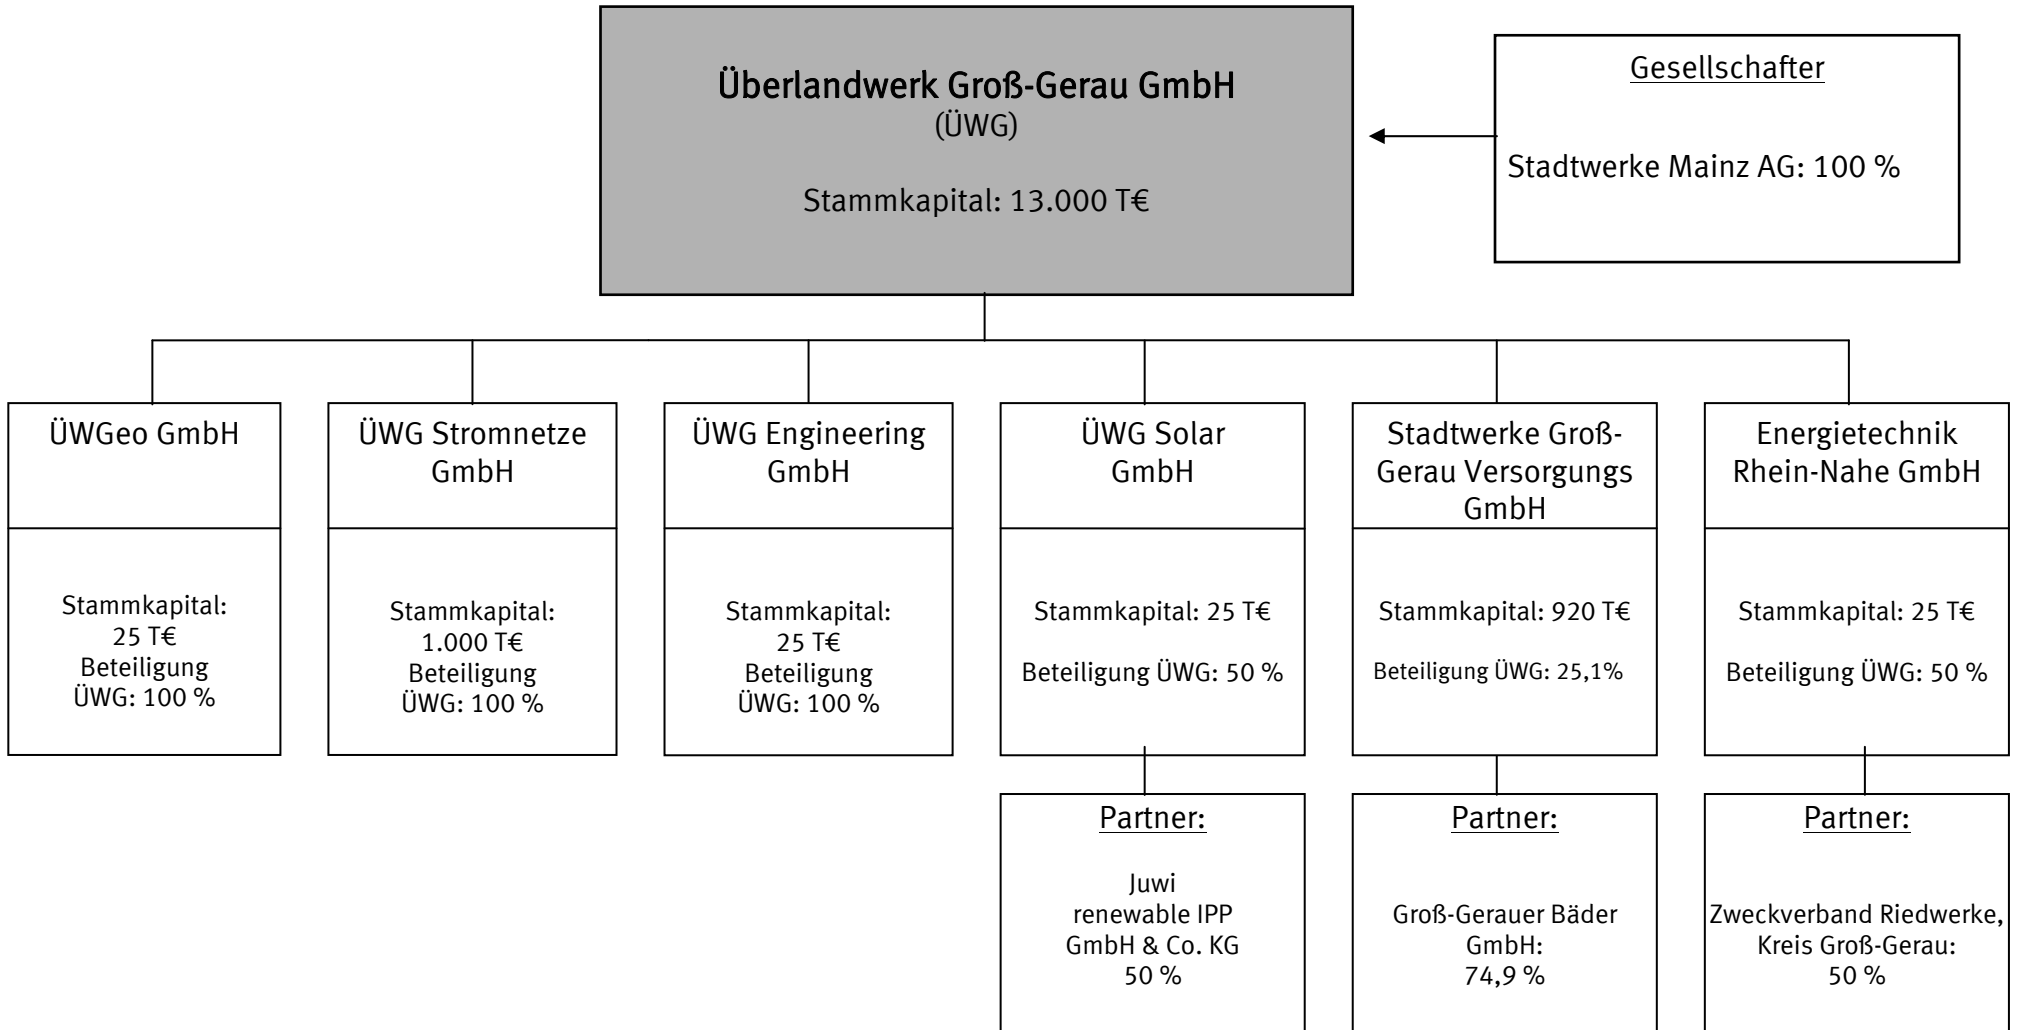 Überlandwerk Groß-Gerau GmbH
(ÜWG)
Stammkapital: 13.000 T€
Gesellschafter
Stadtwerke Mainz AG: 100 %
ÜWGeo GmbH
Stammkapital:
25 T€
Beteiligung
ÜWG: 100 %
ÜWG Stromnetze
GmbH
Stammkapital:
1.000 T€
Beteiligung
ÜWG: 100 %
ÜWG Engineering
GmbH
Stammkapital:
25 T€
Beteiligung
ÜWG: 100 %
ÜWG Solar
GmbH
Stammkapital: 25 T€
Beteiligung ÜWG: 50 %
Partner:
Juwi
renewable IPP
GmbH & Co. KG
50 %
Stadtwerke Groß-
Gerau Versorgungs
GmbH
Stammkapital: 920 T€
Beteiligung ÜWG: 25,1%
Partner:
Groß-Gerauer Bäder
GmbH:
74,9 %
Energietechnik
Rhein-Nahe GmbH
Stammkapital: 25 T€
Beteiligung ÜWG: 50 %
Partner:
Zweckverband Riedwerke,
Kreis Groß-Gerau:
50 %